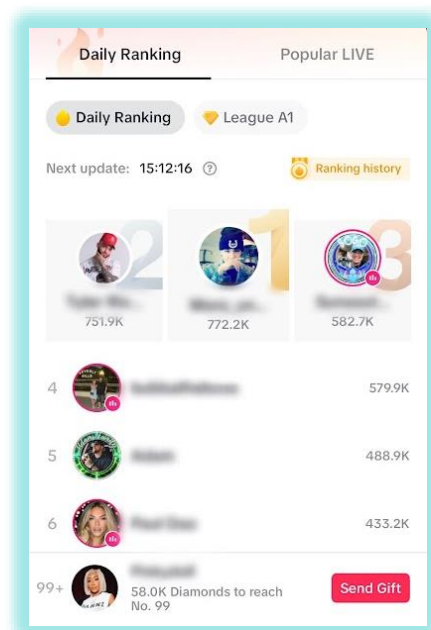 Daily Ranking
Popular LIVE
Daily Ranking
League A1
Next update: 15:12:16
Ranking history
2
1
3
751.9K
772.2K
582.7K
4
579.9K
5
488.9K
6
433.2K
99+
58.0K Diamonds to reach
No. 99
Send Gift